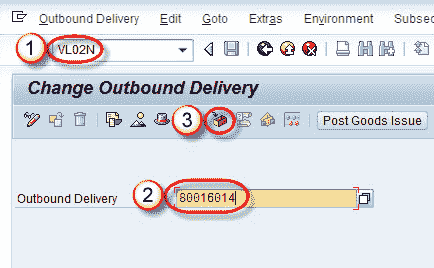 Outbound Delivery Edit Goto Extras Environment Subsec
1 VL02N
Change Outbound Delivery
3 Post Goods Issue
2
Outbound Delivery 80016014